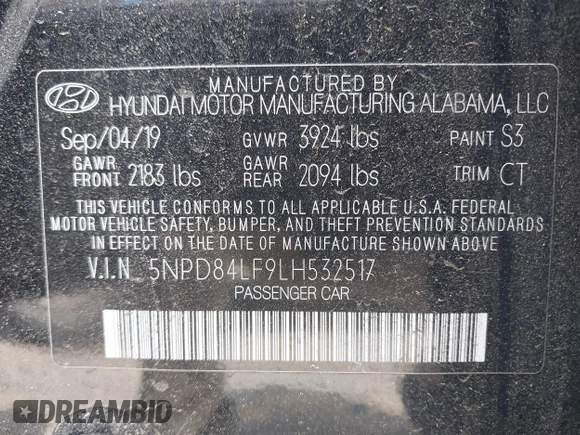 MANUFACTURED BY
HYUNDAI MOTOR MANUFACTURING ALABAMA, LLC
Sep/04/19 GVWR 3924 lbs PAINT S3
GAWR FRONT 2183 lbs GAWR REAR 2094 lbs TRIM CT
THIS VEHICLE CONFORMS TO ALL APPLICABLE U.S.A. FEDERAL
MOTOR VEHICLE SAFETY, BUMPER, AND THEFT PREVENTION
STANDARDS IN EFFECT ON THE DATE OF MANUFACTURE SHOWN ABOVE
V.I.N 5NPD84LF9LH532517
PASSENGER CAR
DREAMBID